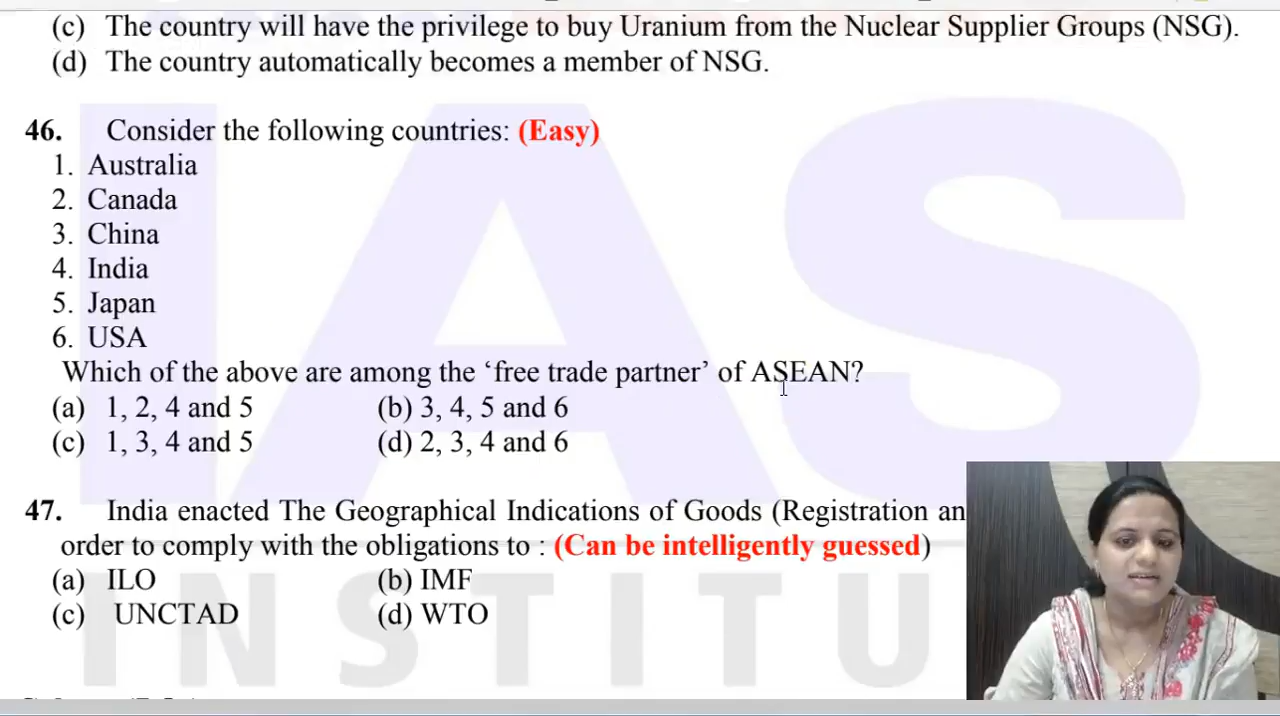 (c) The country will have the privilege to buy Uranium from the Nuclear Supplier Groups (NSG).
(d) The country automatically becomes a member of NSG.
46. Consider the following countries: (Easy)
1. Australia
2. Canada
3. China
4. India
5. Japan
6. USA
Which of the above are among the ‘free trade partner’ of ASEAN?
(a) 1, 2, 4 and 5 (b) 3, 4, 5 and 6
(c) 1, 3, 4 and 5 (d) 2, 3, 4 and 6
47. India enacted The Geographical Indications of Goods (Registration an
order to comply with the obligations to : (Can be intelligently guessed)
(a) ILO (b) IMF
(c) UNCTAD (d) WTO
IAS
INSTITU